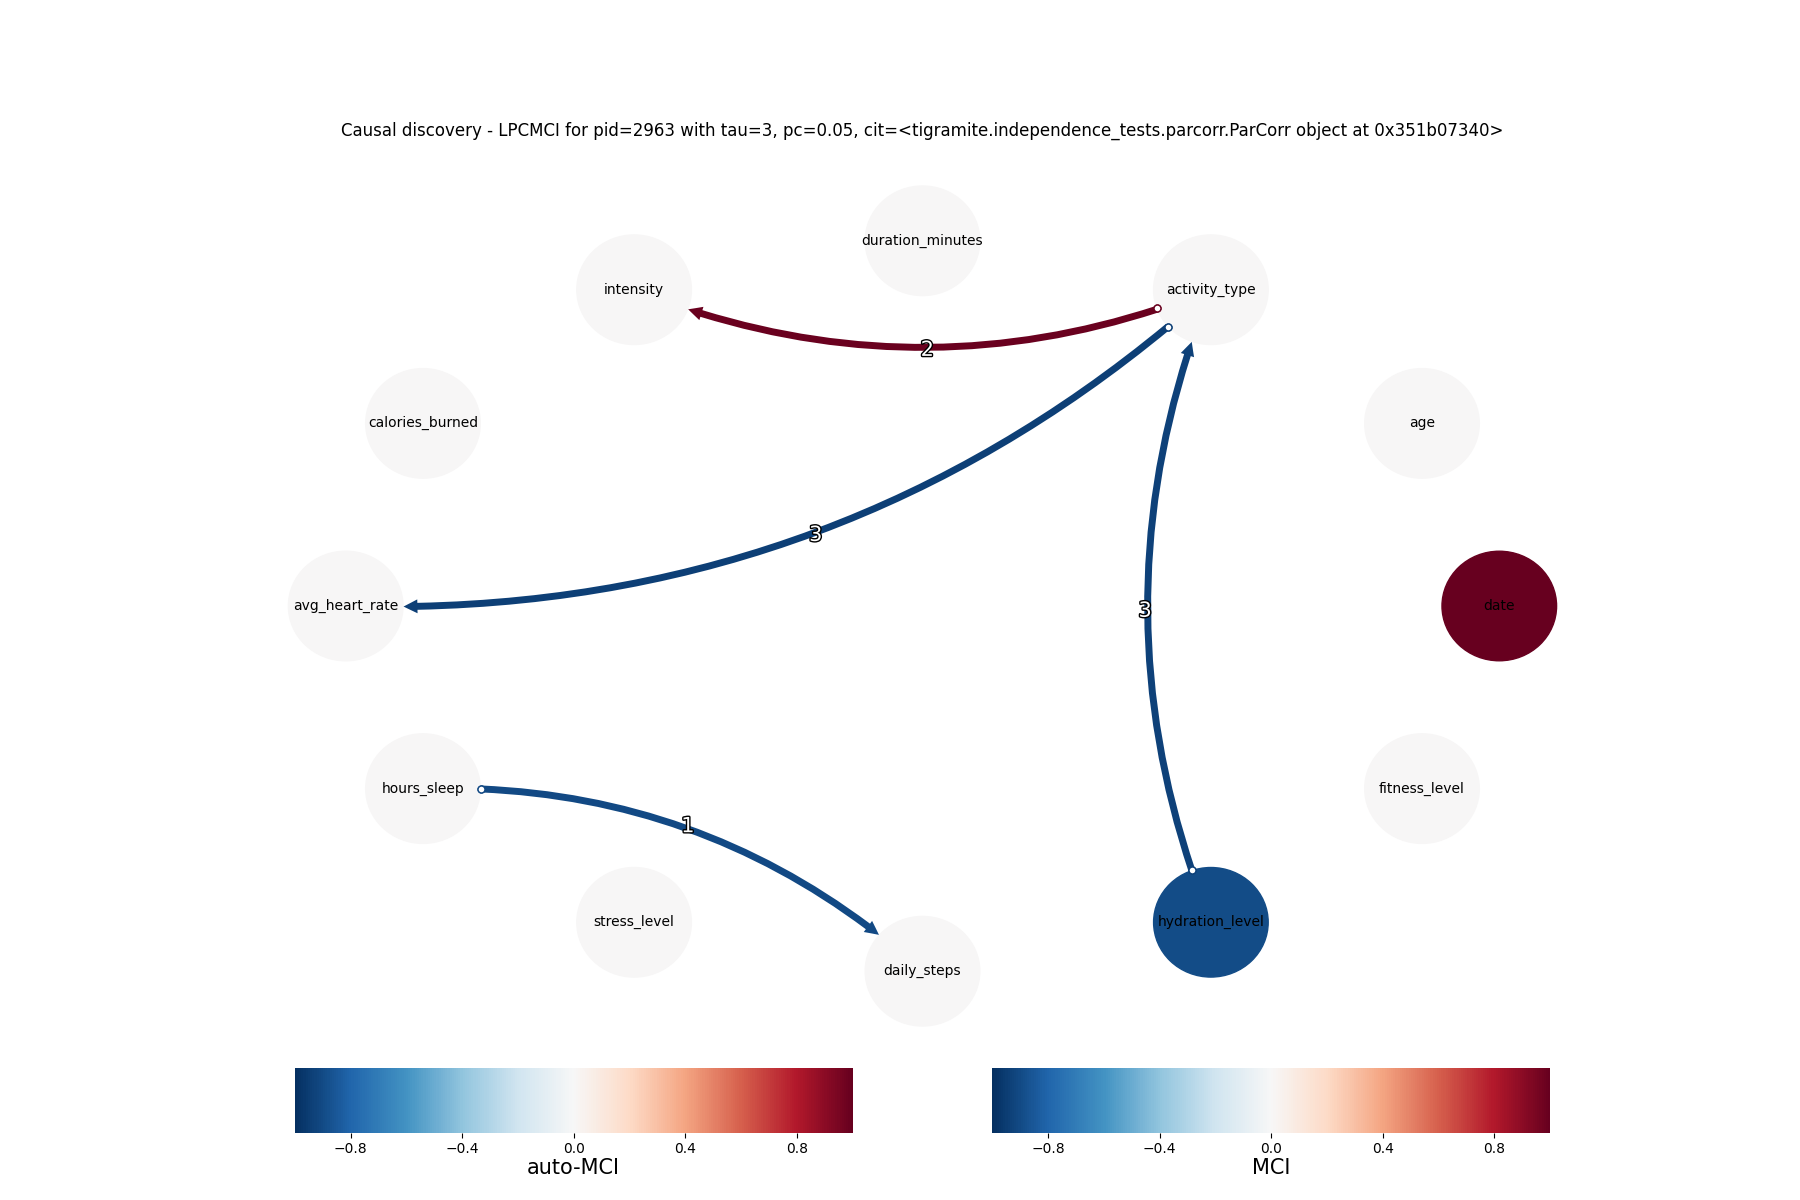 Causal discovery - LPCMCI for pid=2963 with tau=3, pc=0.05, cit=<tigramite.independence_tests.parcorr.ParCorr object at 0x351b07340>
duration_minutes
intensity
activity_type
2
calories_burned
age
3
avg_heart_rate
3
date
hours_sleep
fitness_level
1
stress_level
hydration_level
daily_steps
−0.8 −0.4 0.0 0.4 0.8
auto-MCI
−0.8 −0.4 0.0 0.4 0.8
MCI